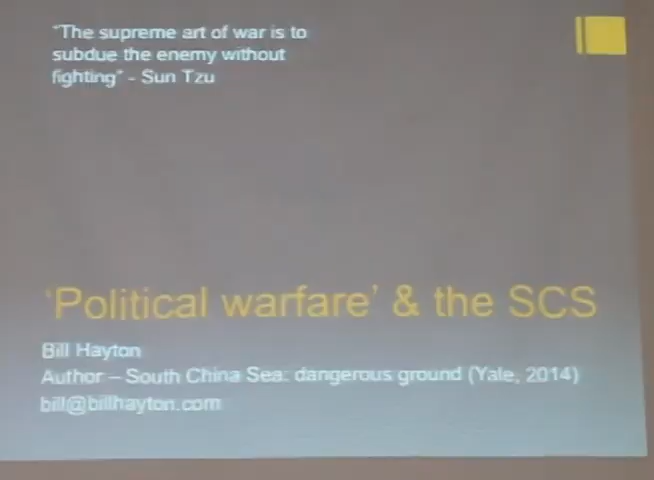 "The supreme art of war is to
subdue the enemy without
fighting" - Sun Tzu
'Political warfare' & the SCS
Bill Hayton
Author – South China Sea: dangerous ground (Yale, 2014)
bill@billhayton.com